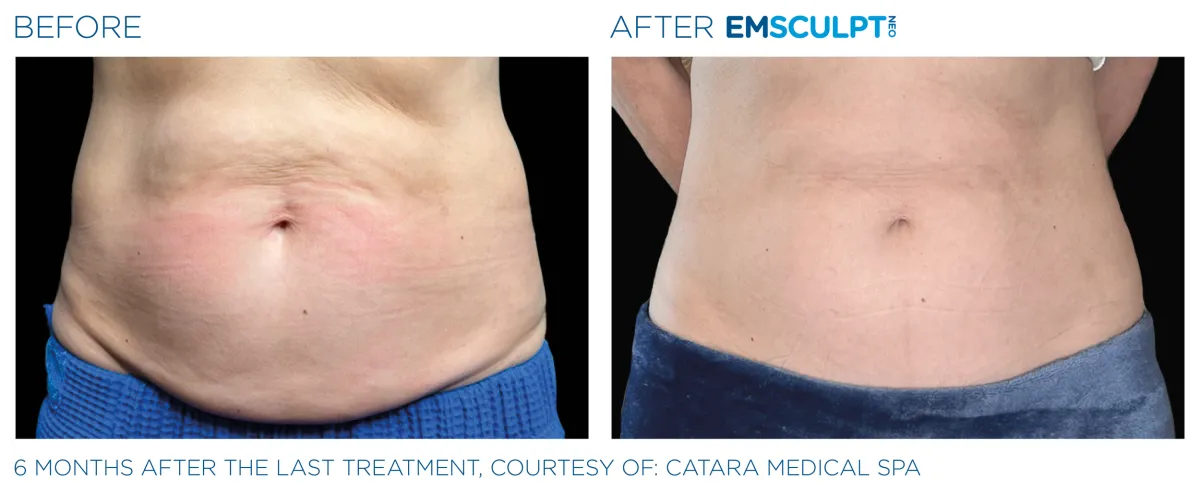 BEFORE
AFTER EMSCULPT NEO
6 MONTHS AFTER THE LAST TREATMENT, COURTESY OF: CATARA MEDICAL SPA